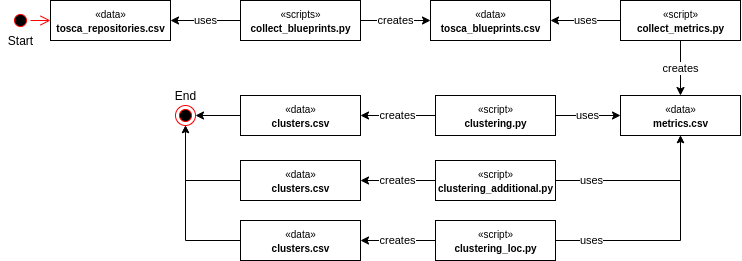 «data»
tosca_repositories.csv
uses
«scripts»
collect_blueprints.py
creates
«data»
tosca_blueprints.csv
uses
«script»
collect_metrics.py
Start
creates
End
«data»
clusters.csv
creates
«script»
clustering.py
uses
«data»
metrics.csv
«data»
clusters.csv
creates
«script»
clustering_additional.py
uses
«data»
clusters.csv
creates
«script»
clustering_loc.py
uses